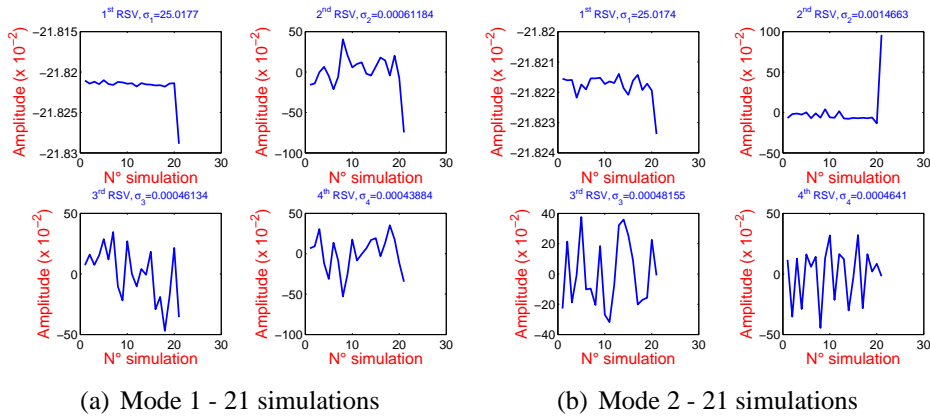 1st RSV, σ1=25.0177
−21.815
−21.82
−21.825
−21.83
0 10 20 30
Amplitude (x 10−2)
N° simulation
2nd RSV, σ2=0.00061184
50
0
−50
−100
0 10 20 30
Amplitude (x 10−2)
N° simulation
3rd RSV, σ3=0.00046134
50
0
−50
0 10 20 30
Amplitude (x 10−2)
N° simulation
4th RSV, σ4=0.00043884
50
0
−50
−100
0 10 20 30
Amplitude (x 10−2)
N° simulation
(a) Mode 1 - 21 simulations
1st RSV, σ1=25.0174
−21.82
−21.821
−21.822
−21.823
−21.824
0 10 20 30
Amplitude (x 10−2)
N° simulation
2nd RSV, σ2=0.0014663
100
50
0
−50
0 10 20 30
Amplitude (x 10−2)
N° simulation
3rd RSV, σ3=0.00048155
40
20
0
−20
−40
0 10 20 30
Amplitude (x 10−2)
N° simulation
4th RSV, σ4=0.0004641
50
0
−50
0 10 20 30
Amplitude (x 10−2)
N° simulation
(b) Mode 2 - 21 simulations